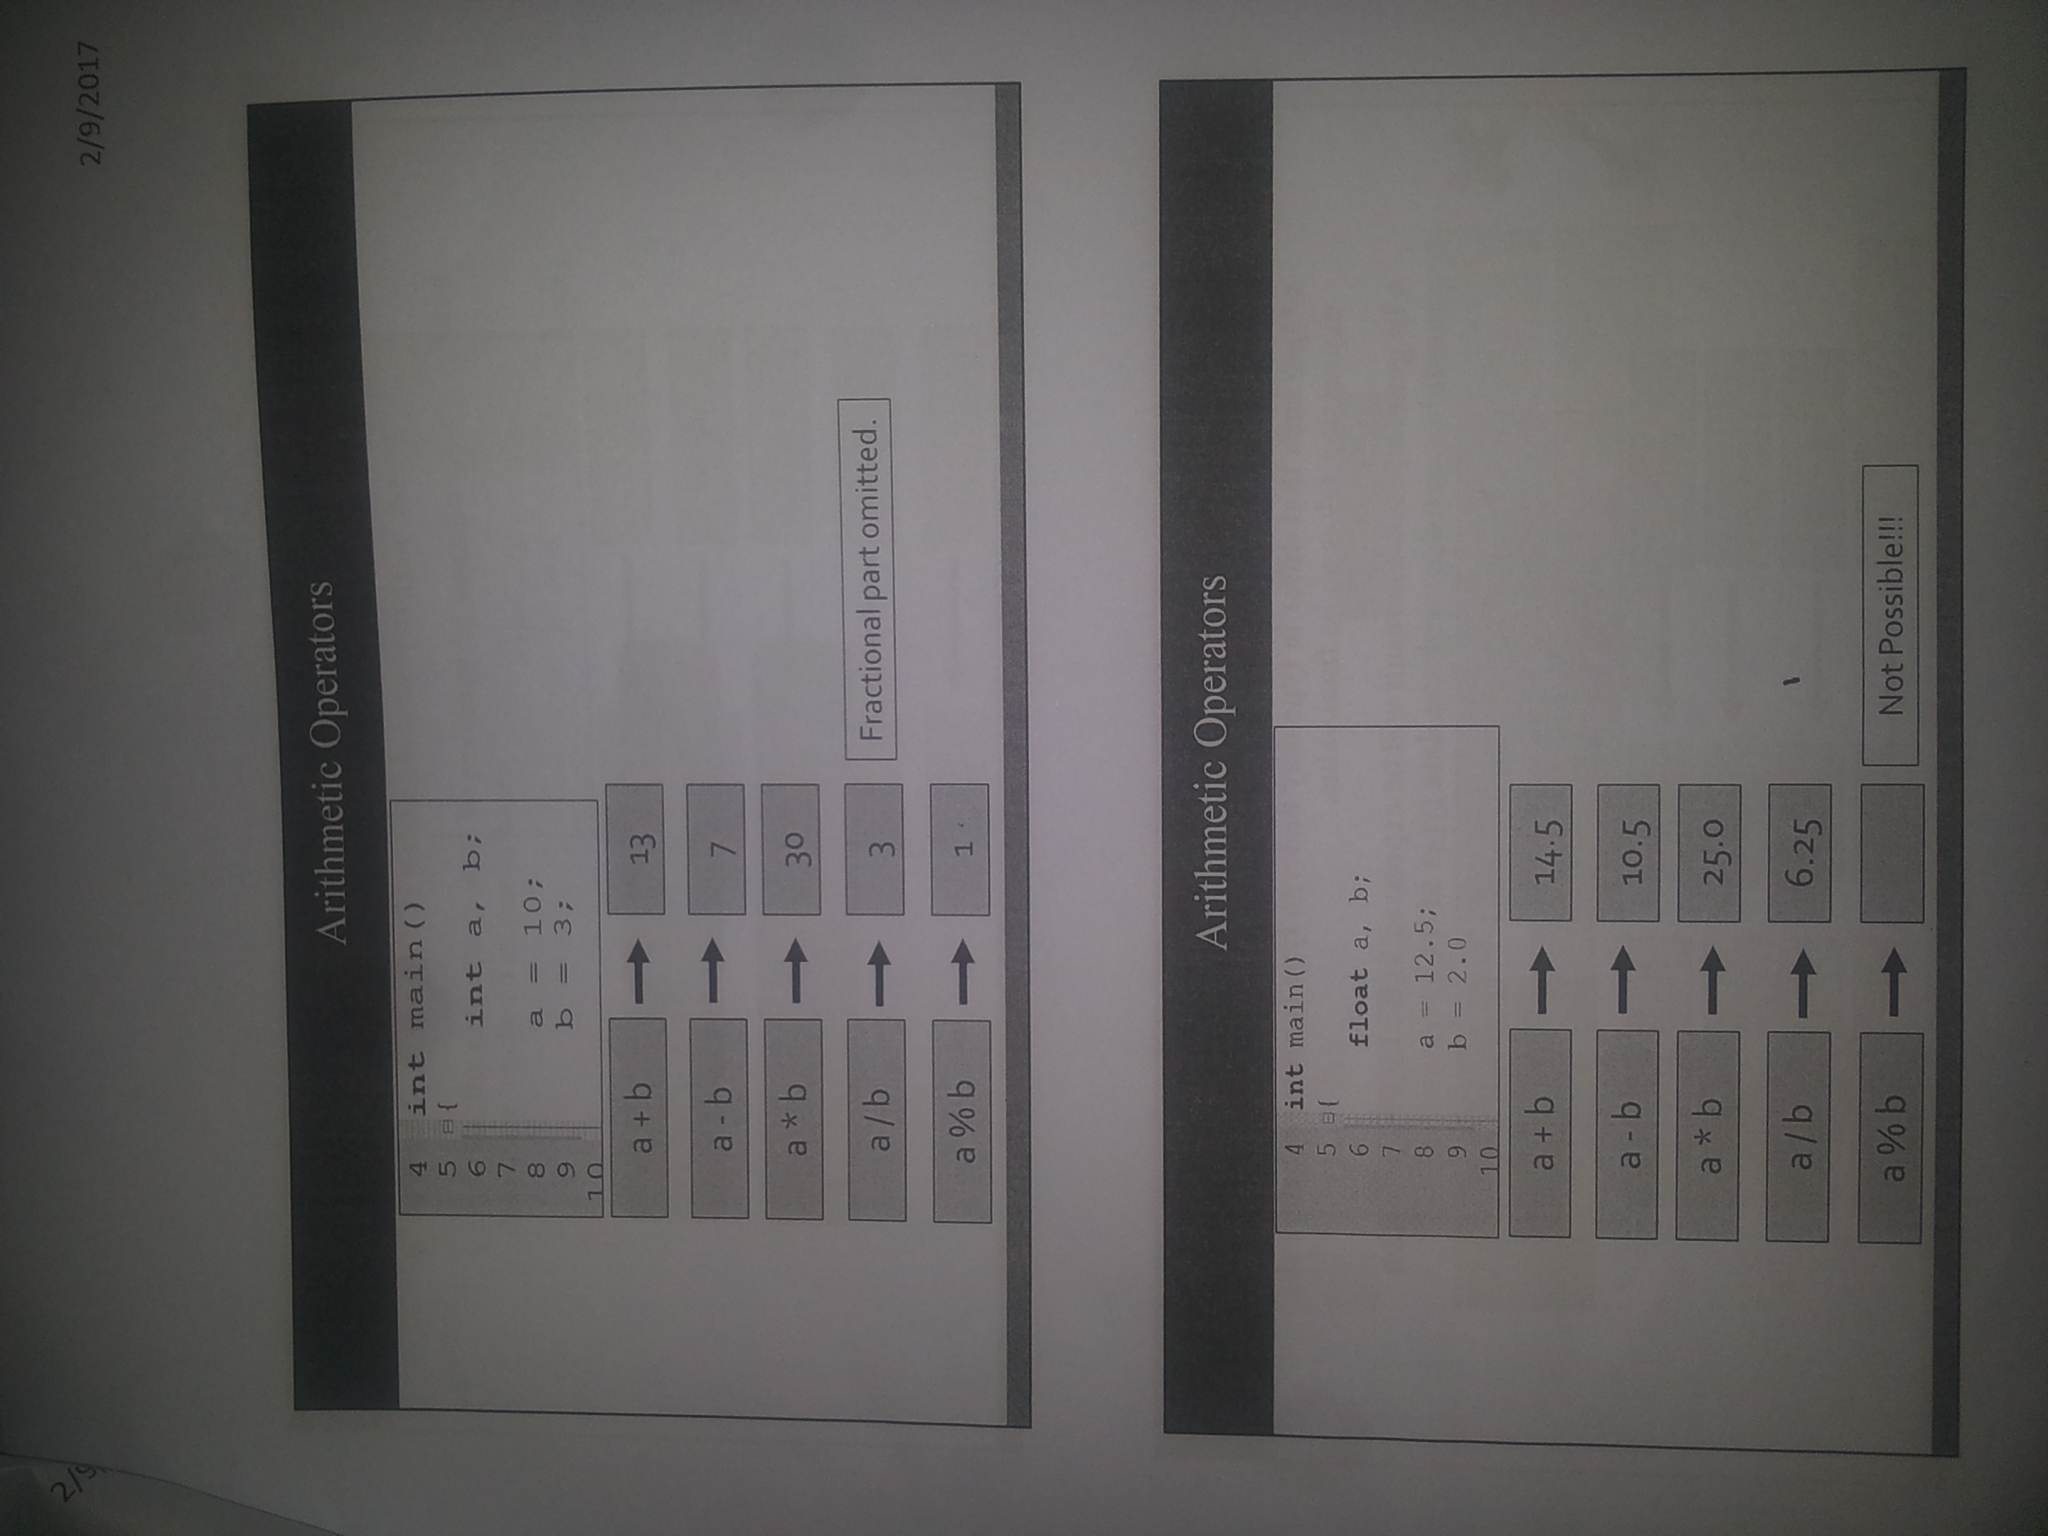 2/9
2/9/2017
Arithmetic Operators
4 int main()
5 {
6 int a, b;
7
8 a = 10;
9 b = 3;
10
a + b 13
a - b 7
a * b 30
a / b 3 Fractional part omitted.
a % b 1
Arithmetic Operators
4 int main()
5 {
6 float a, b;
7
8 a = 12.5;
9 b = 2.0
10
a + b 14.5
a - b 10.5
a * b 25.0
a / b 6.25
a % b Not Possible!!!